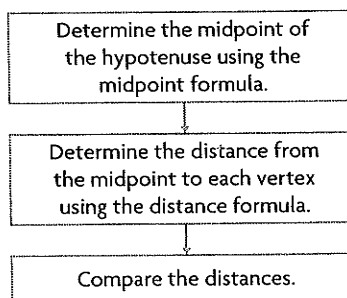 Determine the midpoint of
the hypotenuse using the
midpoint formula.
Determine the distance from
the midpoint to each vertex
using the distance formula.
Compare the distances.